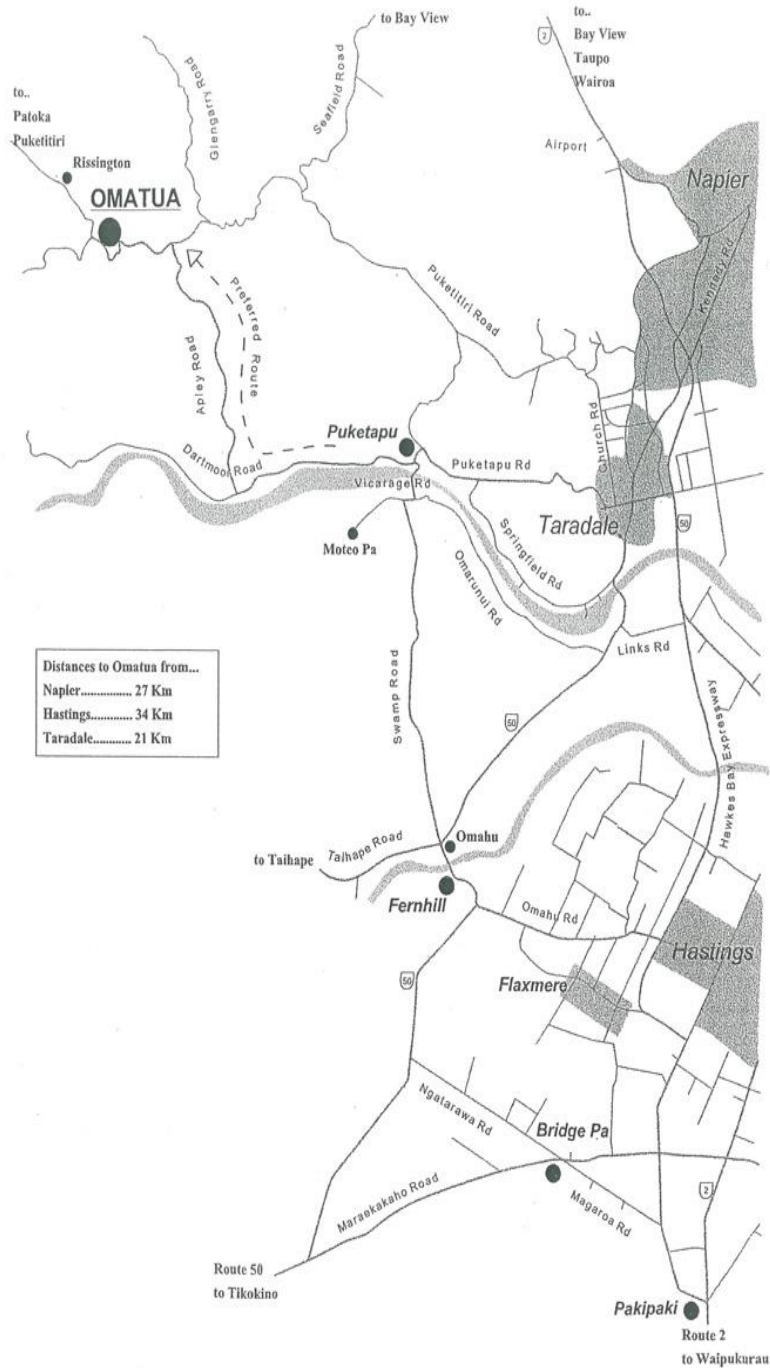 to Bay View
to..
Bay View
Taupo
Wairoa
2
to..
Patoka
Puketitiri
Glengarry Road
Seafield Road
Airport
Rissington
OMATUA
Napier
Kennedy Rd
Puketitiri Road
Preferred Route
Apley Road
Church Rd
Puketapu
Dartmoor Road
Puketapu Rd
Vicarage Rd
Taradale
50
Moteo Pa
Springfield Rd
Omarunui Rd
Links Rd
Distances to Omatua from...
Napier............... 27 Km
Hastings............ 34 Km
Taradale............ 21 Km
Swamp Road
50
Hawkes Bay Expressway
Taihape Road
Omahu
to Taihape
Fernhill
Omahu Rd
Hastings
50
Flaxmere
Ngatarawa Rd
Bridge Pa
Maraekakaho Road
Magaroa Rd
2
Route 50
to Tikokino
Pakipaki
Route 2
to Waipukurau